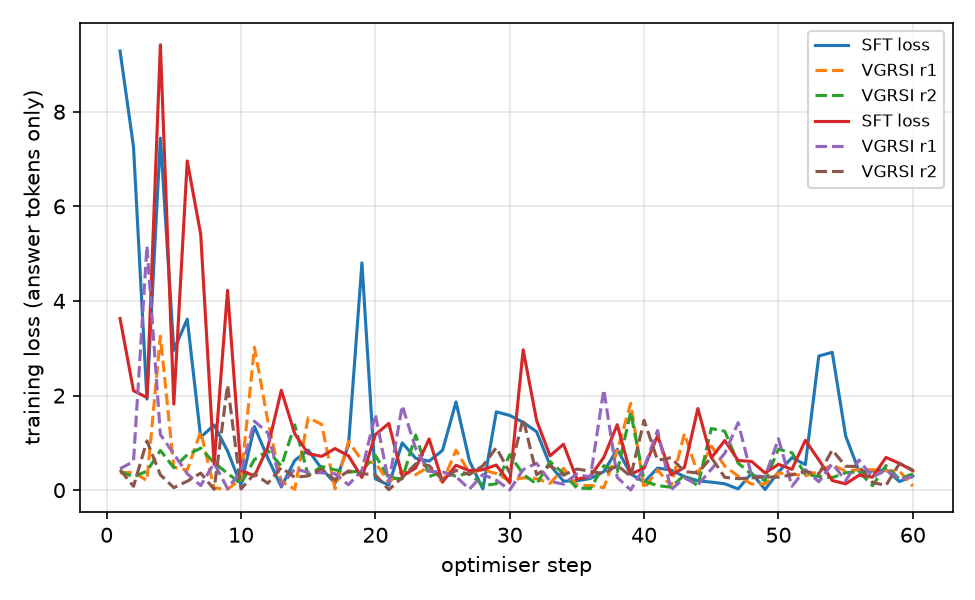 SFT loss
VGRSI r1
VGRSI r2
SFT loss
VGRSI r1
VGRSI r2
training loss (answer tokens only)
8
6
4
2
0
0 10 20 30 40 50 60
optimiser step